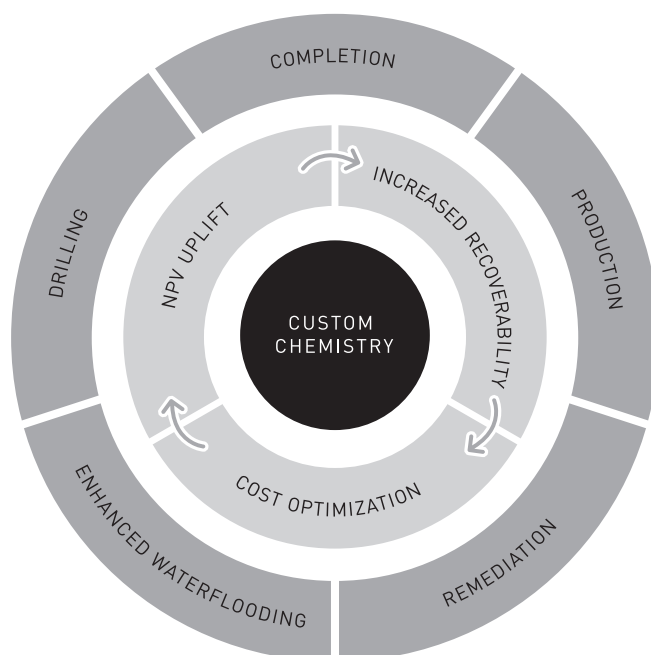 COMPLETION
PRODUCTION
REMEDIATION
ENHANCED WATERFLOODING
DRILLING
NPV UPLIFT
INCREASED RECOVERABILITY
COST OPTIMIZATION
CUSTOM
CHEMISTRY